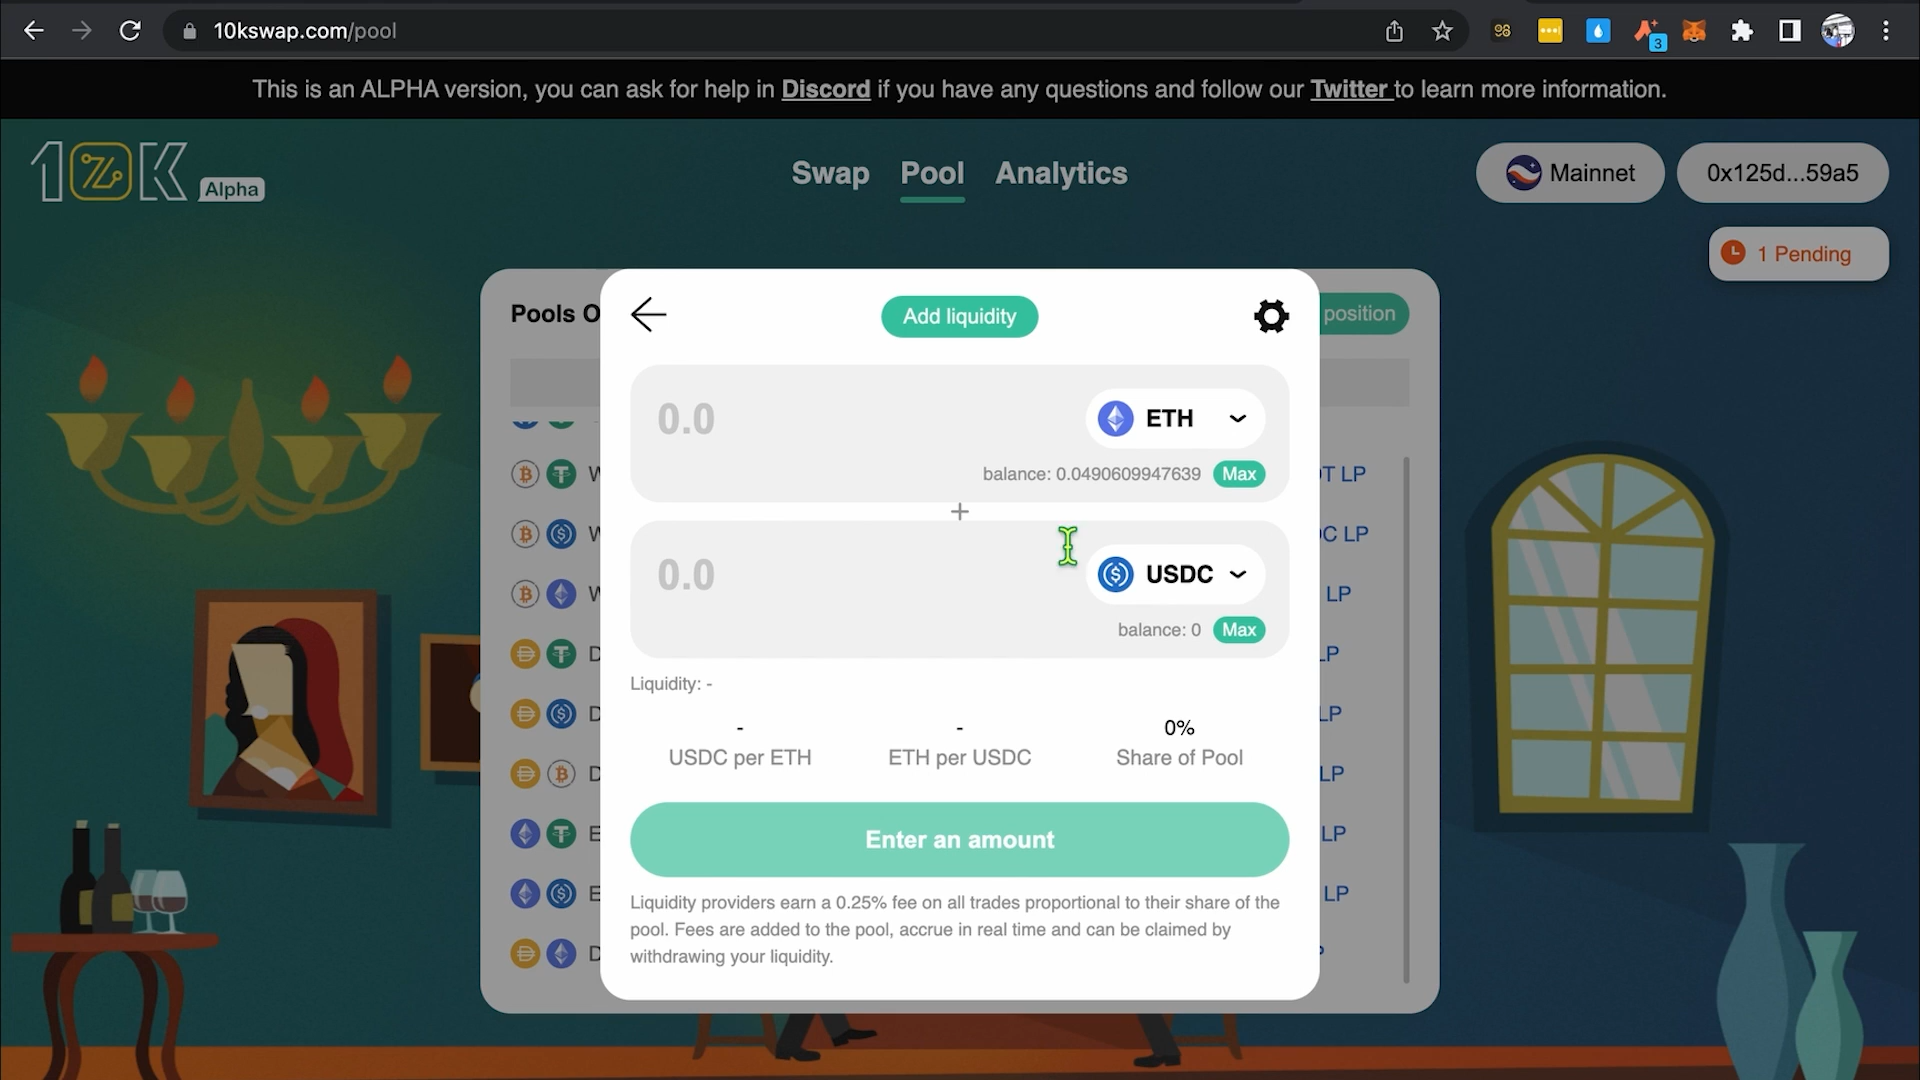 10kswap.com/pool
98
3
This is an ALPHA version, you can ask for help in Discord if you have any questions and follow our Twitter to learn more information.
10K Alpha
Swap Pool Analytics
Mainnet
0x125d...59a5
1 Pending
Pools O
position
Add liquidity
0.0
ETH
balance: 0.0490609947639 Max
+
0.0
USDC
balance: 0 Max
Liquidity: -
- - 0%
USDC per ETH ETH per USDC Share of Pool
Enter an amount
Liquidity providers earn a 0.25% fee on all trades proportional to their share of the
pool. Fees are added to the pool, accrue in real time and can be claimed by
withdrawing your liquidity.
LP
LP
LP
LP
LP
LP
LP
LP